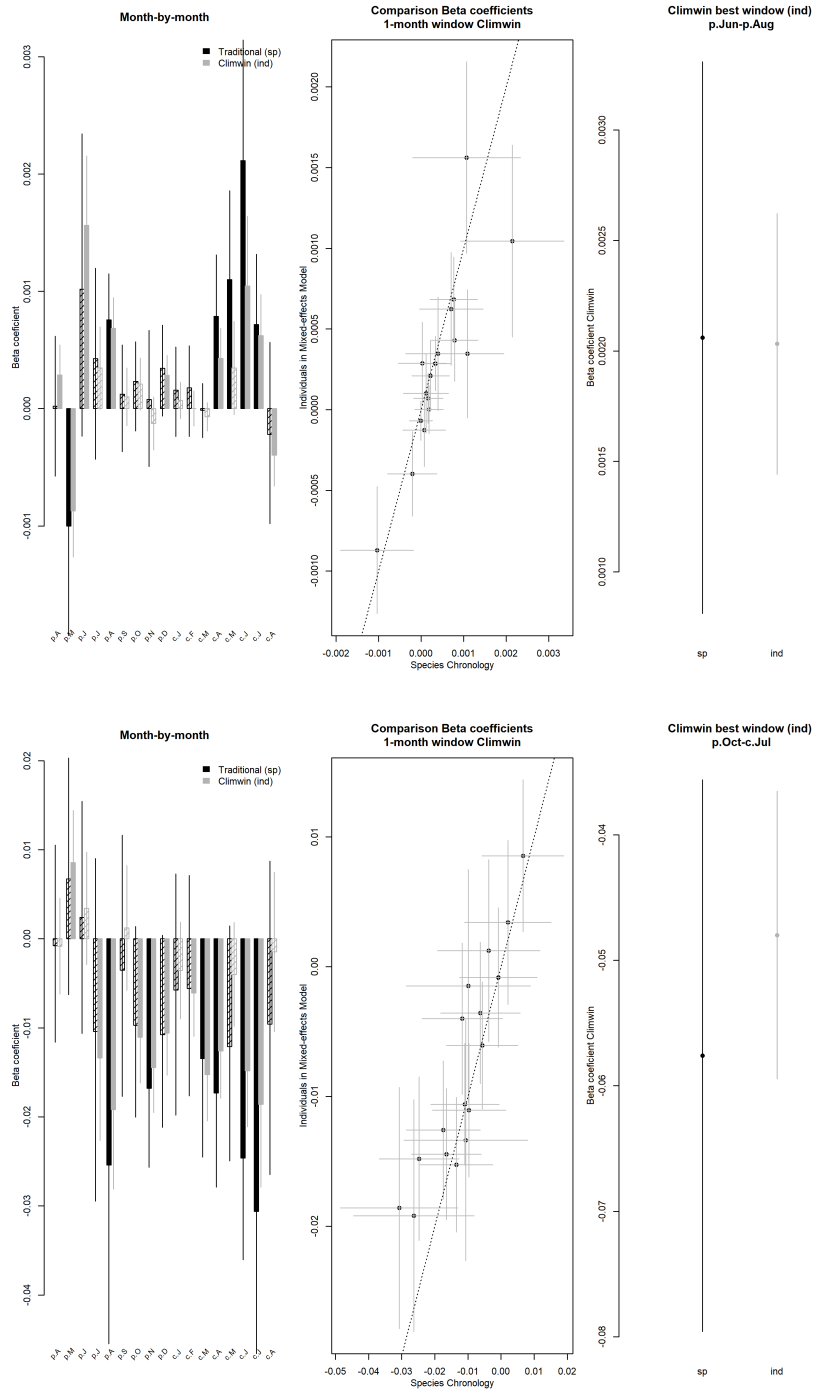 Month-by-month
Traditional (sp)
Climwin (ind)
Beta coeficient
0.003
0.002
0.001
0.000
-0.001
p.A
p.M
p.J
p.J
p.A
p.S
p.O
p.N
p.D
c.J
c.F
c.M
c.A
c.M
c.J
c.J
c.A
Comparison Beta coefficients
1-month window Climwin
Individuals in Mixed-effects Model
0.0020
0.0015
0.0010
0.0005
0.0000
-0.0005
-0.0010
-0.002 -0.001 0.000 0.001 0.002 0.003
Species Chronology
Climwin best window (ind)
p.Jun-p.Aug
Beta coefficient Climwin
0.0030
0.0025
0.0020
0.0015
0.0010
sp ind
Month-by-month
Traditional (sp)
Climwin (ind)
Beta coefficient
0.02
0.01
0.00
-0.01
-0.02
-0.03
-0.04
p.A
p.M
p.J
p.J
p.A
p.S
p.O
p.N
p.D
c.J
c.F
c.M
c.A
c.M
c.J
c.J
c.A
Comparison Beta coefficients
1-month window Climwin
Individuals in Mixed-effects Model
0.01
0.00
-0.01
-0.02
-0.05 -0.04 -0.03 -0.02 -0.01 0.00 0.01 0.02
Species Chronology
Climwin best window (ind)
p.Oct-c.Jul
Beta coefficient Climwin
-0.04
-0.05
-0.06
-0.07
-0.08
sp ind